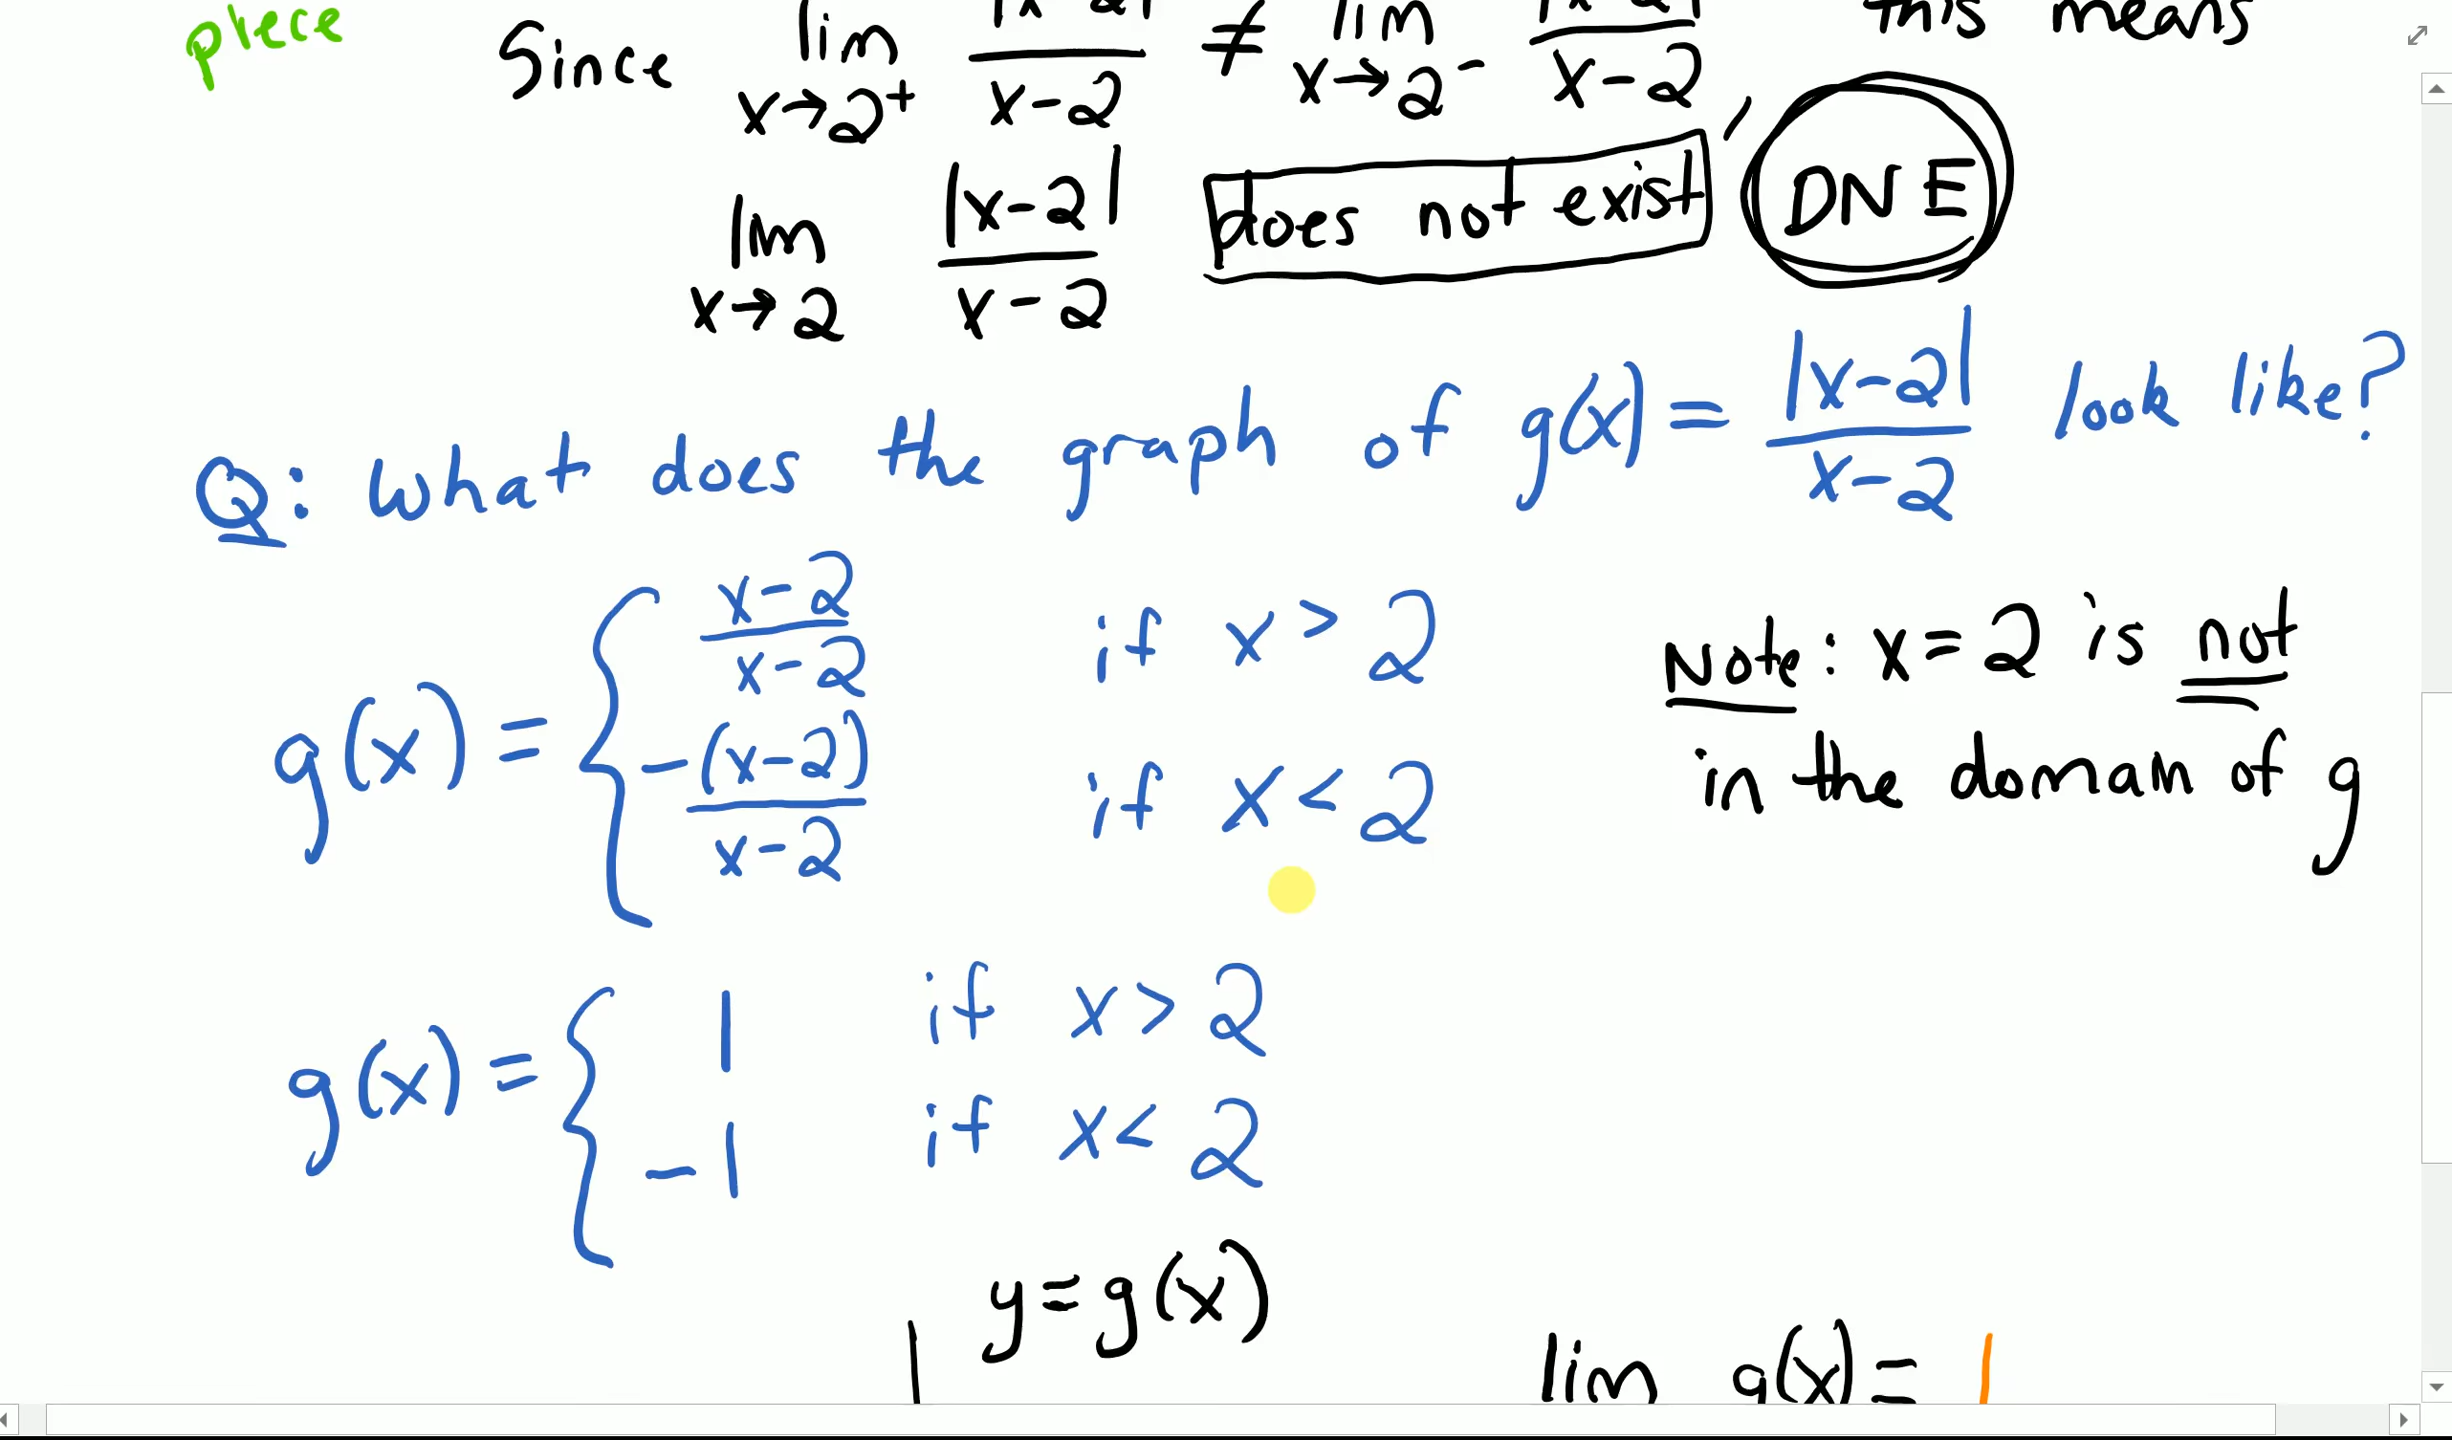 piece
Since lim x→2⁺ |x-2|/(x-2) ≠ lim x→2⁻ |x-2|/(x-2), this means
lim x→2 |x-2|/(x-2) does not exist DNE
Q: What does the graph of g(x) = |x-2|/(x-2) look like?
g(x) = { (x-2)/(x-2) if x > 2
-(x-2)/(x-2) if x < 2
Note: x = 2 is not
in the domain of g
g(x) = { 1 if x > 2
-1 if x < 2
y = g(x)
lim g(x) = 1